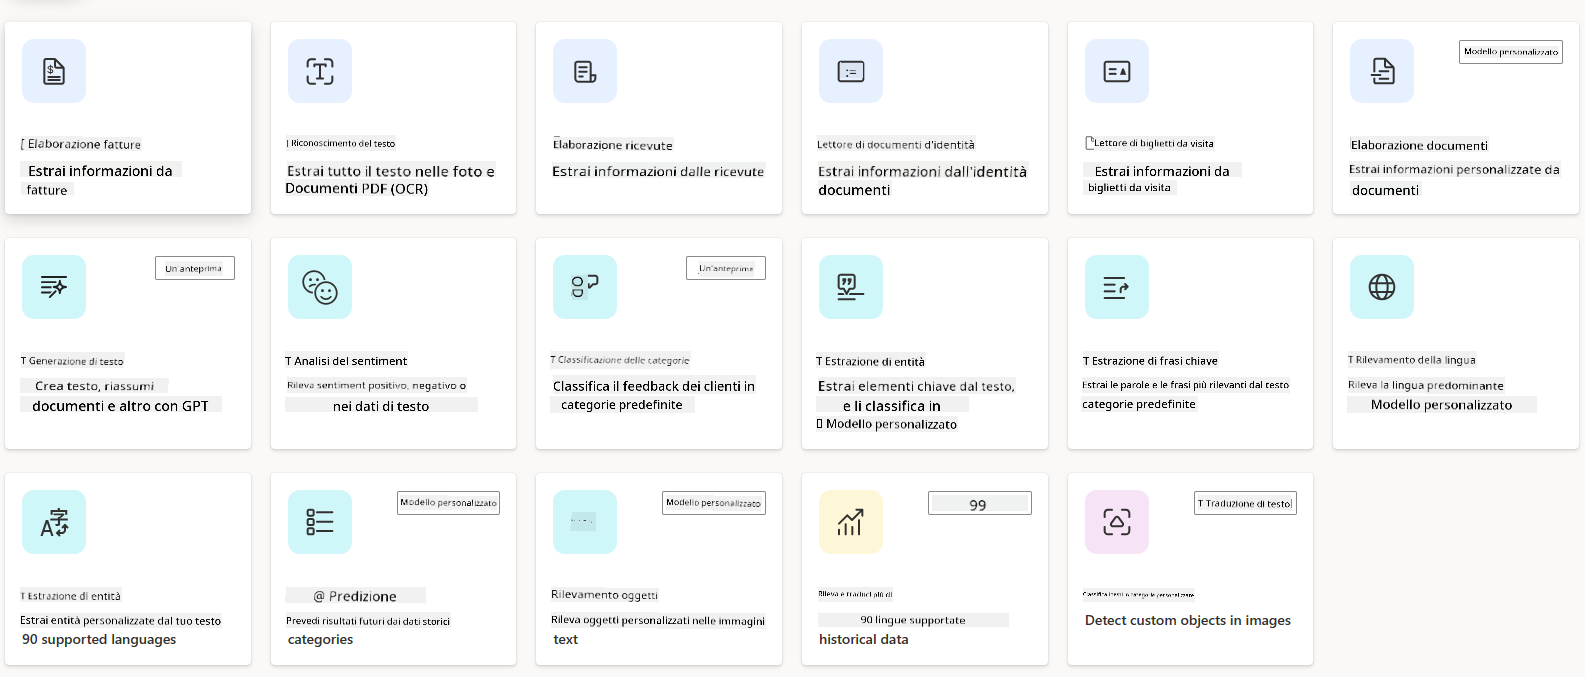 Modello personalizzato
[ Elaborazione fatture
Estrai informazioni da
fatture
[ Riconoscimento del testo
Estrai tutto il testo nelle foto e
Documenti PDF (OCR)
Elaborazione ricevute
Estrai informazioni dalle ricevute
Lettore di documenti d'identità
Estrai informazioni dall'identità
documenti
Lettore di biglietti da visita
Estrai informazioni da
biglietti da visita
Elaborazione documenti
Estrai informazioni personalizzate da
documenti
Un'anteprima
T Generazione di testo
Crea testo, riassumi
documenti e altro con GPT
T Analisi del sentiment
Rileva sentiment positivo, negativo o
nei dati di testo
Un'anteprima
T Classificazione delle categorie
Classifica il feedback dei clienti in
categorie predefinite
T Estrazione di entità
Estrai elementi chiave dal testo,
e li classifica in
Modello personalizzato
T Estrazione di frasi chiave
Estrai le parole e le frasi più rilevanti dal testo
categorie predefinite
T Rilevamento della lingua
Rileva la lingua predominante
Modello personalizzato
T Estrazione di entità
Estrai entità personalizzate dal tuo testo
90 supported languages
Modello personalizzato
@ Predizione
Prevedi risultati futuri dai dati storici
categories
Modello personalizzato
Rilevamento oggetti
Rileva oggetti personalizzati nelle immagini
text
99
Rileva e traduci più di
90 lingue supportate
historical data
T Traduzione di testo
Classifica i testi in categorie personalizzate
Detect custom objects in images